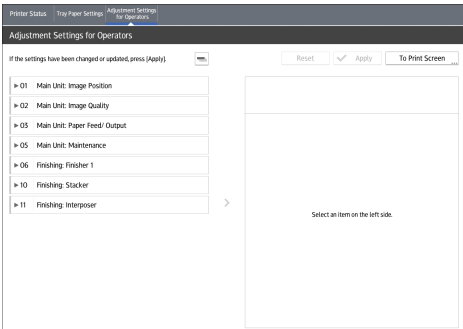 Printer Status
Tray Paper Settings
Adjustment Settings
for Operators
Adjustment Settings for Operators
If the settings have been changed or updated, press [Apply].
Reset
Apply
To Print Screen
01 Main Unit: Image Position
02 Main Unit: Image Quality
03 Main Unit: Paper Feed/ Output
05 Main Unit: Maintenance
06 Finishing: Finisher 1
10 Finishing: Stacker
11 Finishing: Interposer
Select an item on the left side.